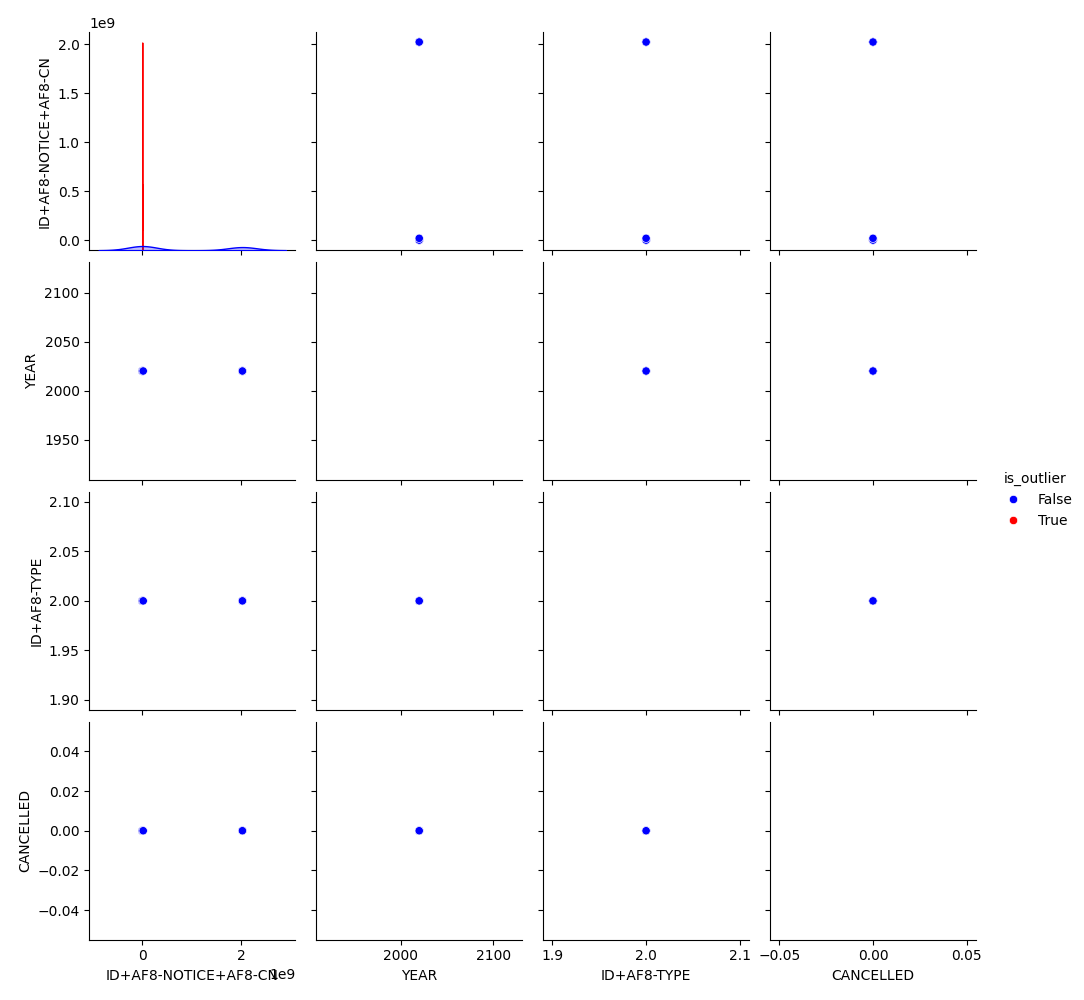 1e9
2.0
1.5
1.0
0.5
0.0
ID+AF8-NOTICE+AF8-CN
2100
2050
2000
1950
YEAR
2.10
2.05
2.00
1.95
1.90
ID+AF8-TYPE
is_outlier
False
True
0.04
0.02
0.00
−0.02
−0.04
CANCELLED
0 2
1e9
ID+AF8-NOTICE+AF8-CN
2000 2100
YEAR
1.9 2.0 2.1
ID+AF8-TYPE
−0.05 0.00 0.05
CANCELLED